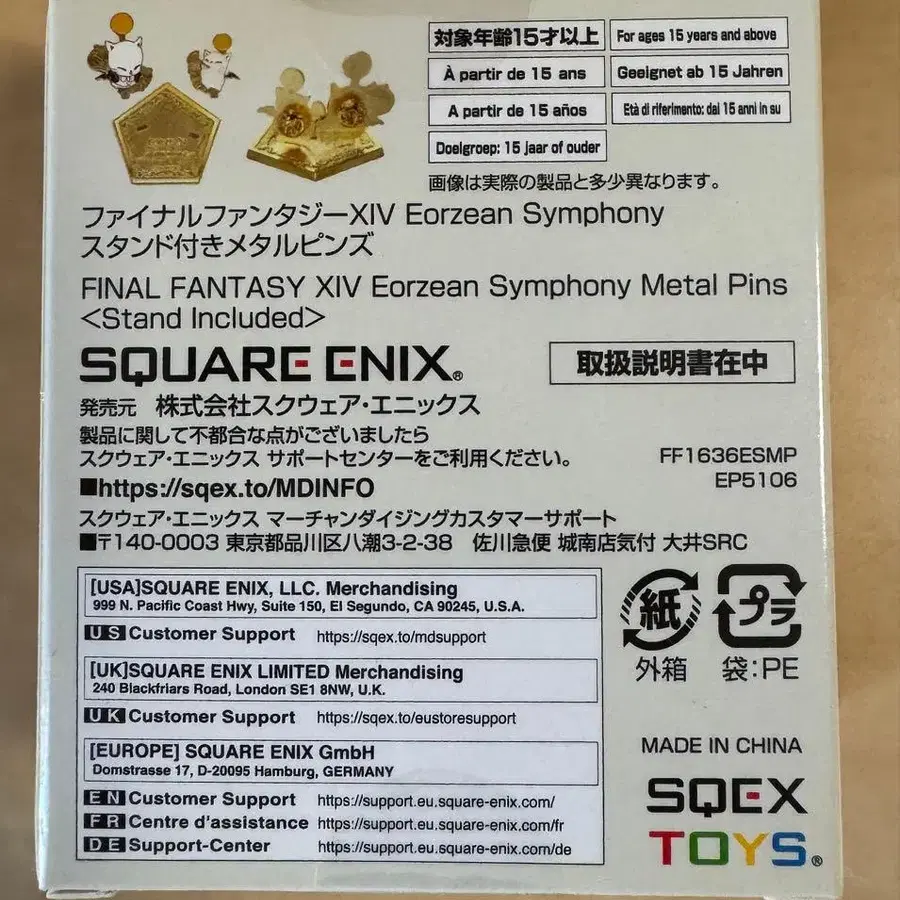 対象年齢15才以上
For ages 15 years and above
À partir de 15 ans
Geeignet ab 15 Jahren
A partir de 15 años
Età di riferimento: dai 15 anni in su
Doelgroep: 15 jaar of ouder
画像は実際の製品と多少異なります。
ファイナルファンタジーXIV Eorzean Symphony
スタンド付きメタルピンズ
FINAL FANTASY XIV Eorzean Symphony Metal Pins
<Stand Included>
SQUARE ENIX®
取扱説明書在中
発売元 株式会社スクウェア・エニックス
製品に関して不都合な点がございましたら
スクウェア・エニックス サポートセンターをご利用ください。
■https://sqex.to/MDINFO
FF1636ESMP
EP5106
スクウェア・エニックス マーチャンダイジングカスタマーサポート
■〒140-0003 東京都品川区八潮3-2-38 佐川急便 城南店気付 大井SRC
[USA]SQUARE ENIX, LLC. Merchandising
999 N. Pacific Coast Hwy, Suite 150, El Segundo, CA 90245, U.S.A.
US Customer Support https://sqex.to/mdsupport
[UK]SQUARE ENIX LIMITED Merchandising
240 Blackfriars Road, London SE1 8NW, U.K.
UK Customer Support https://sqex.to/eustoresupport
[EUROPE] SQUARE ENIX GmbH
Domstrasse 17, D-20095 Hamburg, GERMANY
EN Customer Support https://support.eu.square-enix.com/
FR Centre d'assistance https://support.eu.square-enix.com/fr
DE Support-Center https://support.eu.square-enix.com/de
紙
外箱
プラ
袋:PE
MADE IN CHINA
SQEX
TOYS®